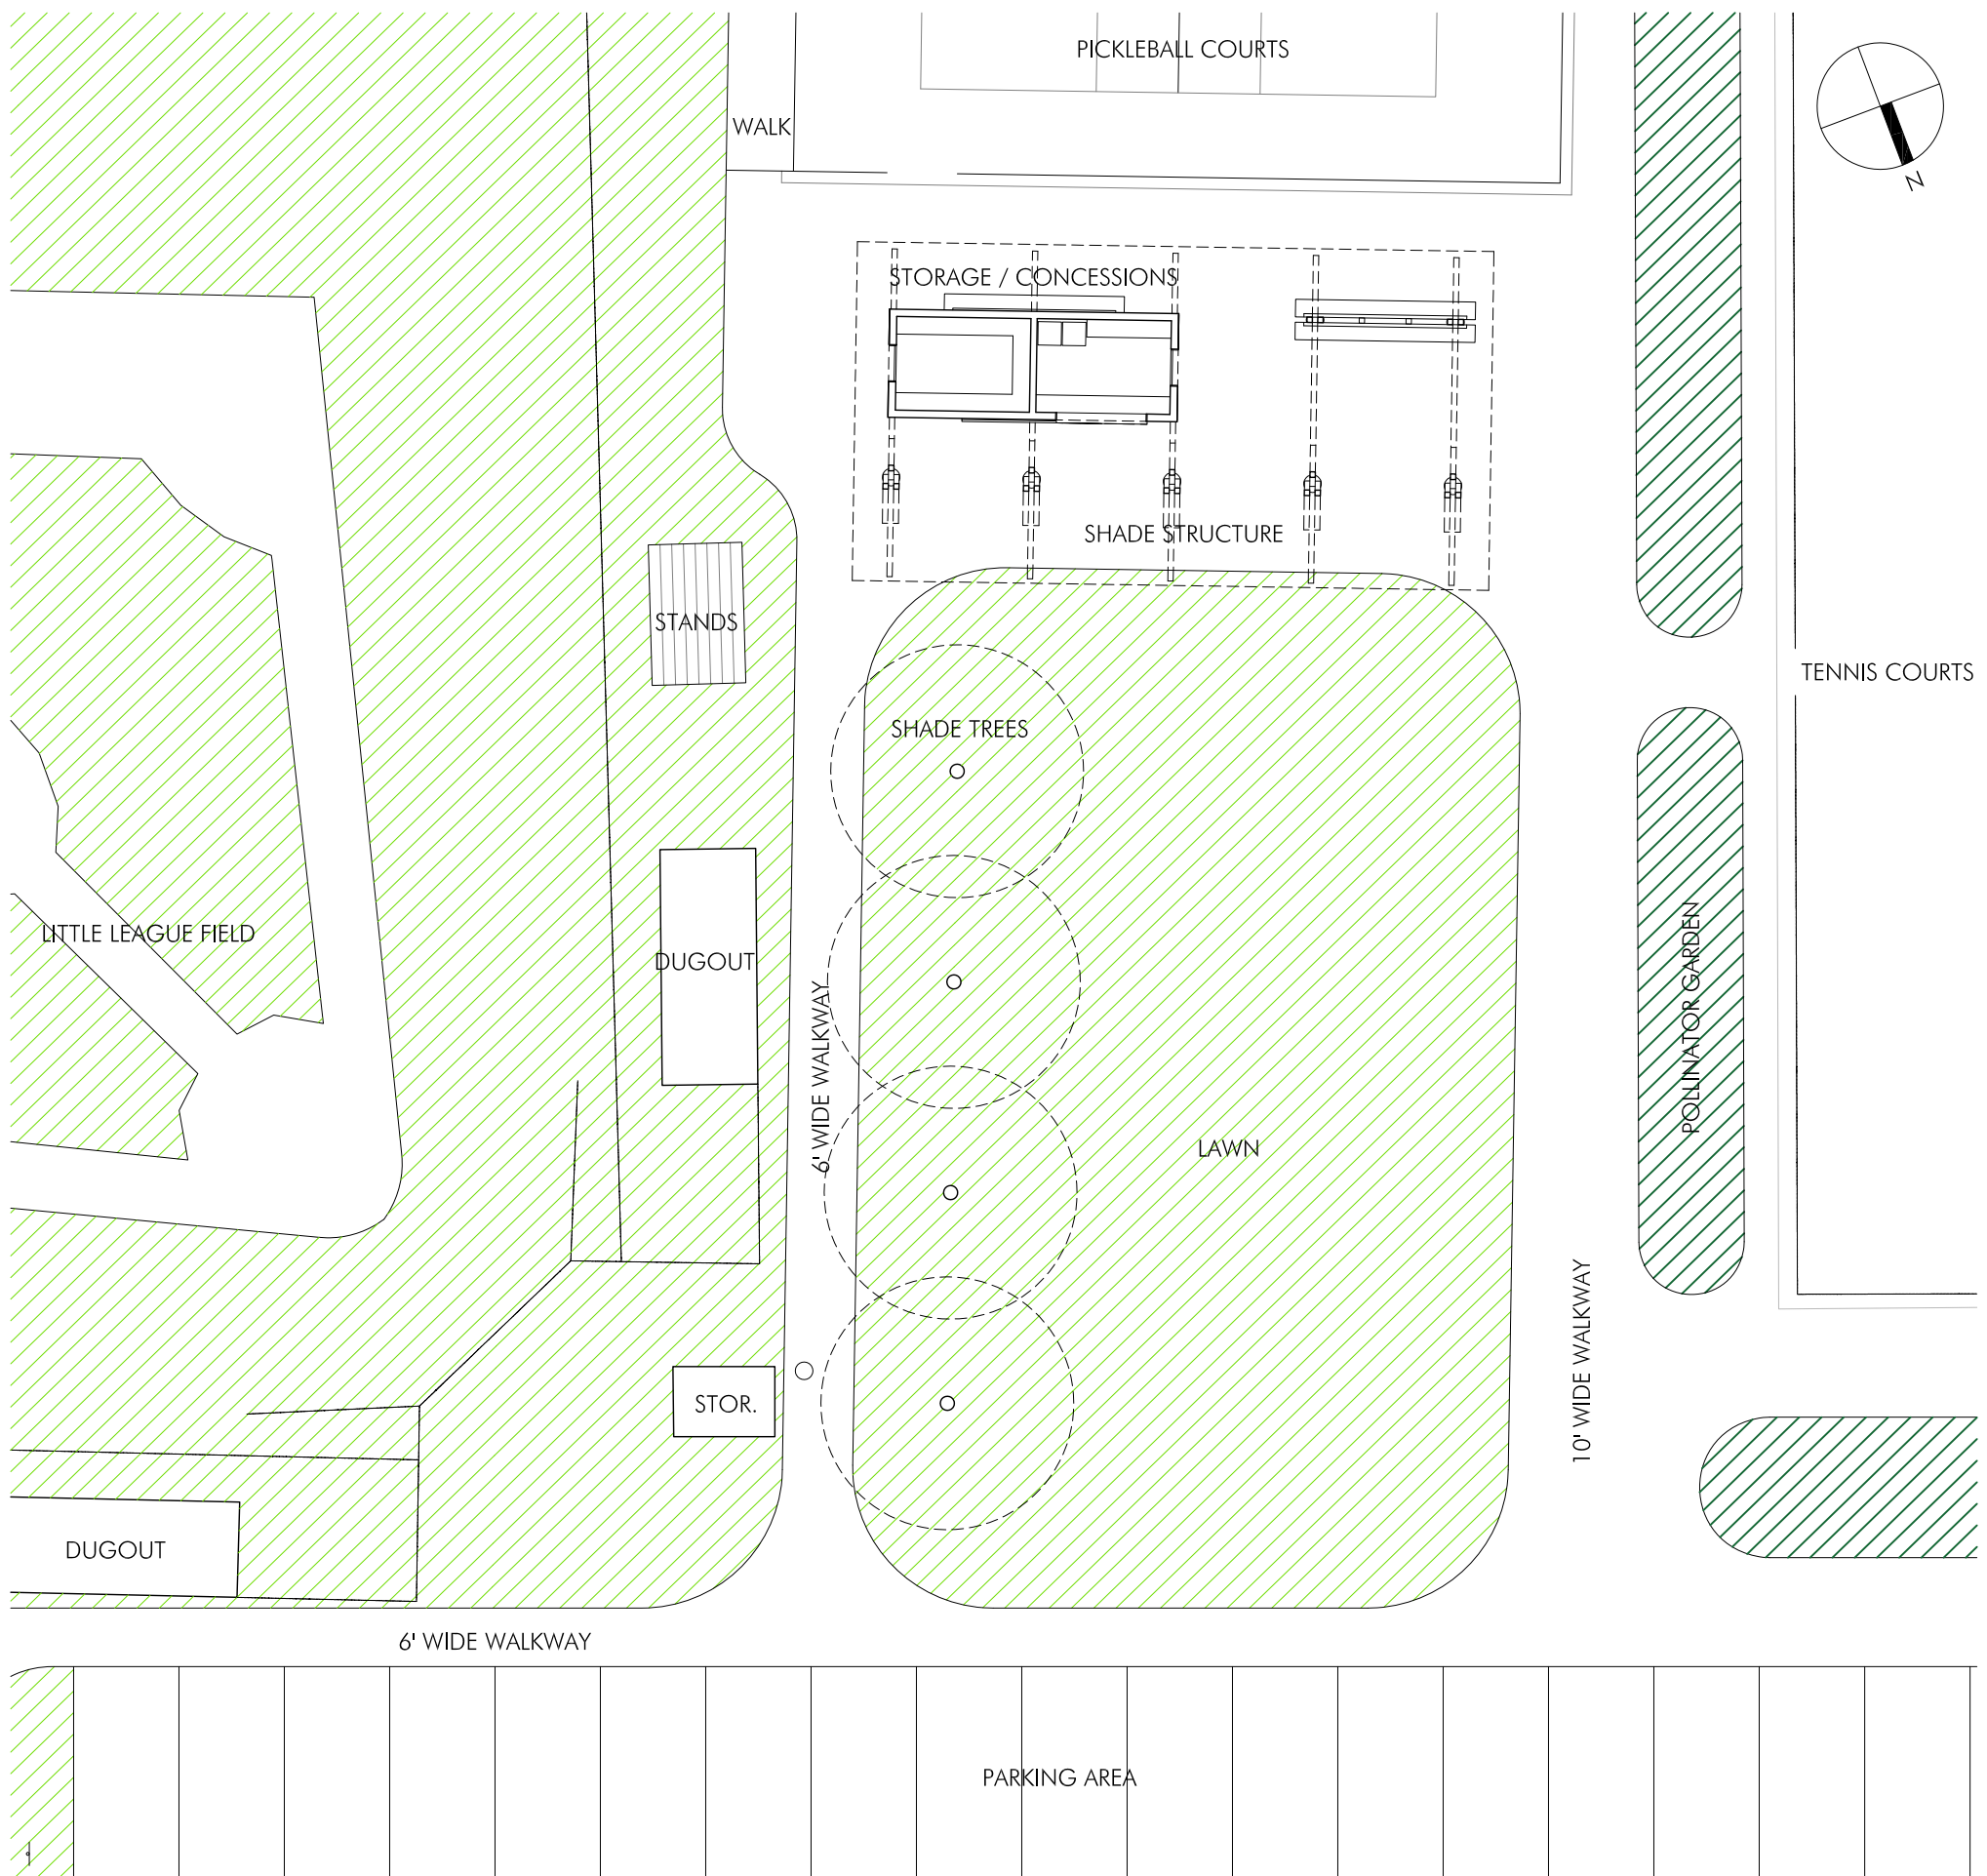 PICKLEBALL COURTS
WALK
N
STORAGE / CONCESSIONS
SHADE STRUCTURE
STANDS
TENNIS COURTS
SHADE TREES
LITTLE LEAGUE FIELD
DUGOUT
6' WIDE WALKWAY
POLLINATOR GARDEN
LAWN
10' WIDE WALKWAY
STOR.
DUGOUT
6' WIDE WALKWAY
PARKING AREA